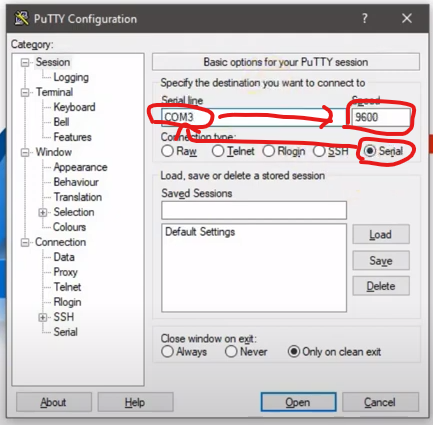 PuTTY Configuration
?
Category:
Session
Logging
Terminal
Keyboard
Bell
Features
Window
Appearance
Behaviour
Translation
Selection
Colours
Connection
Data
Proxy
Telnet
Rlogin
SSH
Serial
Basic options for your PuTTY session
Specify the destination you want to connect to
Serial line Speed
COM3 9600
Connection type:
Raw Telnet Rlogin SSH Serial
Load, save or delete a stored session
Saved Sessions
Default Settings
Load
Save
Delete
Close window on exit:
Always Never Only on clean exit
About Help Open Cancel